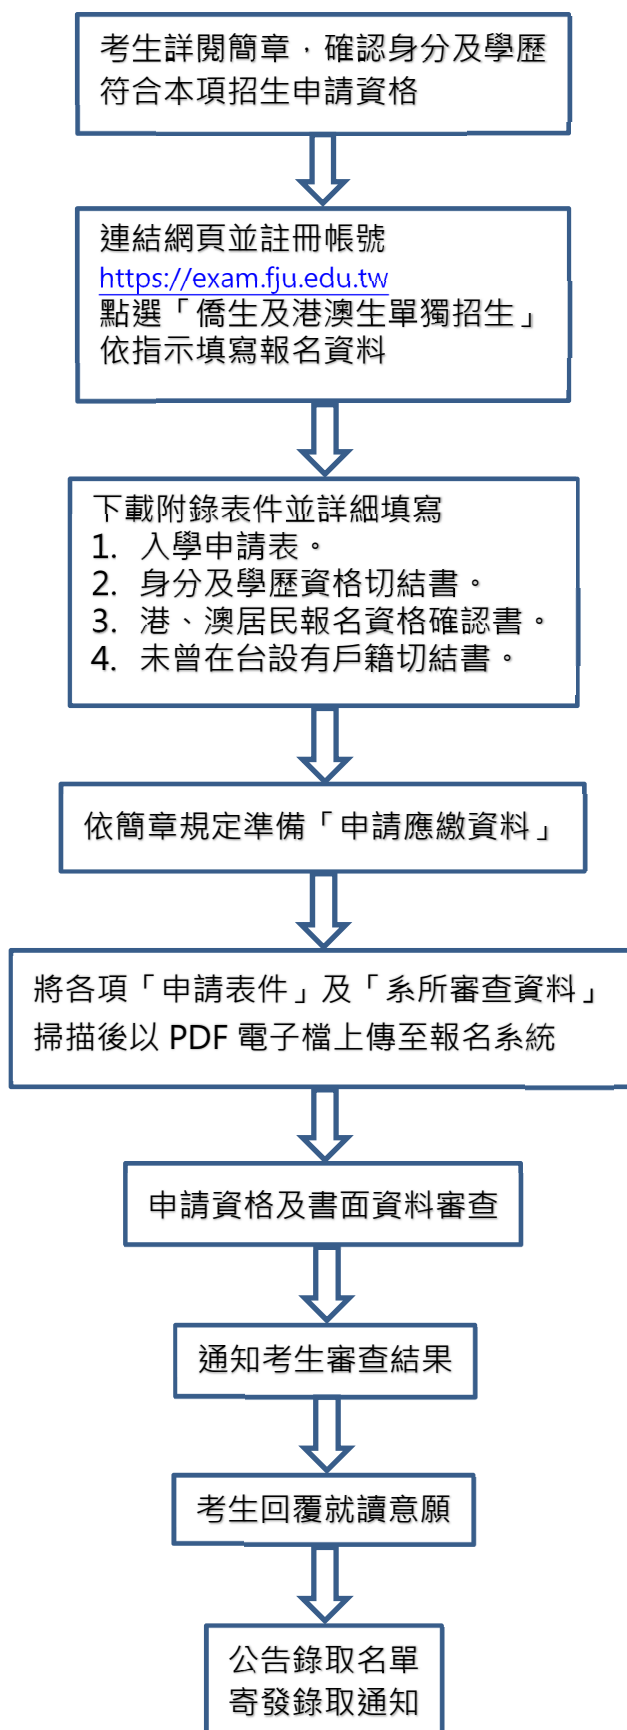 考生詳閱簡章，確認身分及學歷
符合本項招生申請資格
連結網頁並註冊帳號
https://exam.fju.edu.tw
點選「僑生及港澳生單獨招生」
依指示填寫報名資料
下載附錄表件並詳細填寫
1. 入學申請表。
2. 身分及學歷資格切結書。
3. 港、澳居民報名資格確認書。
4. 未曾在台設有戶籍切結書。
依簡章規定準備「申請應繳資料」
將各項「申請表件」及「系所審查資料」
掃描後以 PDF 電子檔上傳至報名系統
申請資格及書面資料審查
通知考生審查結果
考生回覆就讀意願
公告錄取名單
寄發錄取通知